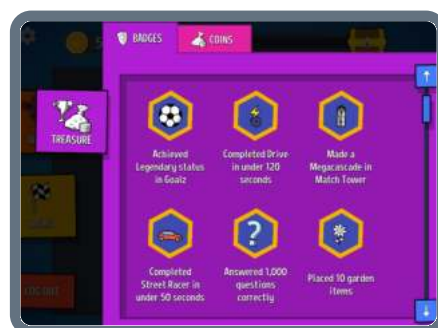 BADGES
COINS
TREASURE
Achieved
Legendary status
in Goalz
Completed Drive
in under 120
seconds
Made a
Megacascade in
Match Tower
Completed
Street Racer in
under 50 seconds
Answered 1,000
questions
correctly
Placed 10 garden
items
LOG OUT